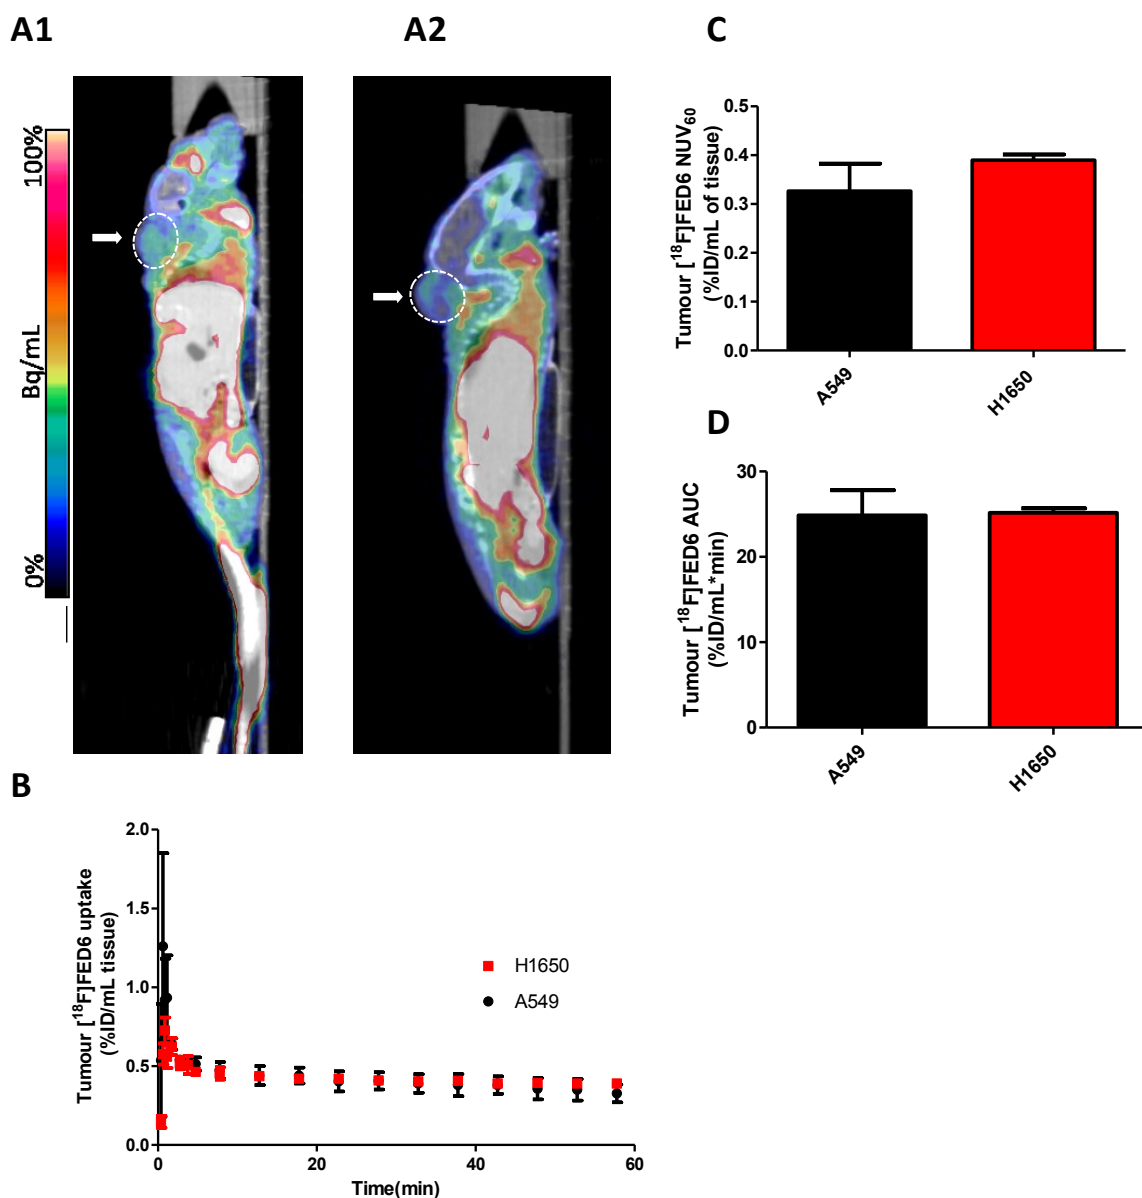 A1
A2
100%
Bq/mL
0%
C
Tumour [¹⁸F]FED6 NUV₆₀
(%ID/mL of tissue)
0.5
0.4
0.3
0.2
0.1
0.0
A549
H1650
D
Tumour [¹⁸F]FED6 AUC
(%ID/mL*min)
30
20
10
0
A549
H1650
B
Tumour [¹⁸F]FED6 uptake
(%ID/mL tissue)
2.0
1.5
1.0
0.5
0.0
H1650
A549
0
20
40
60
Time(min)